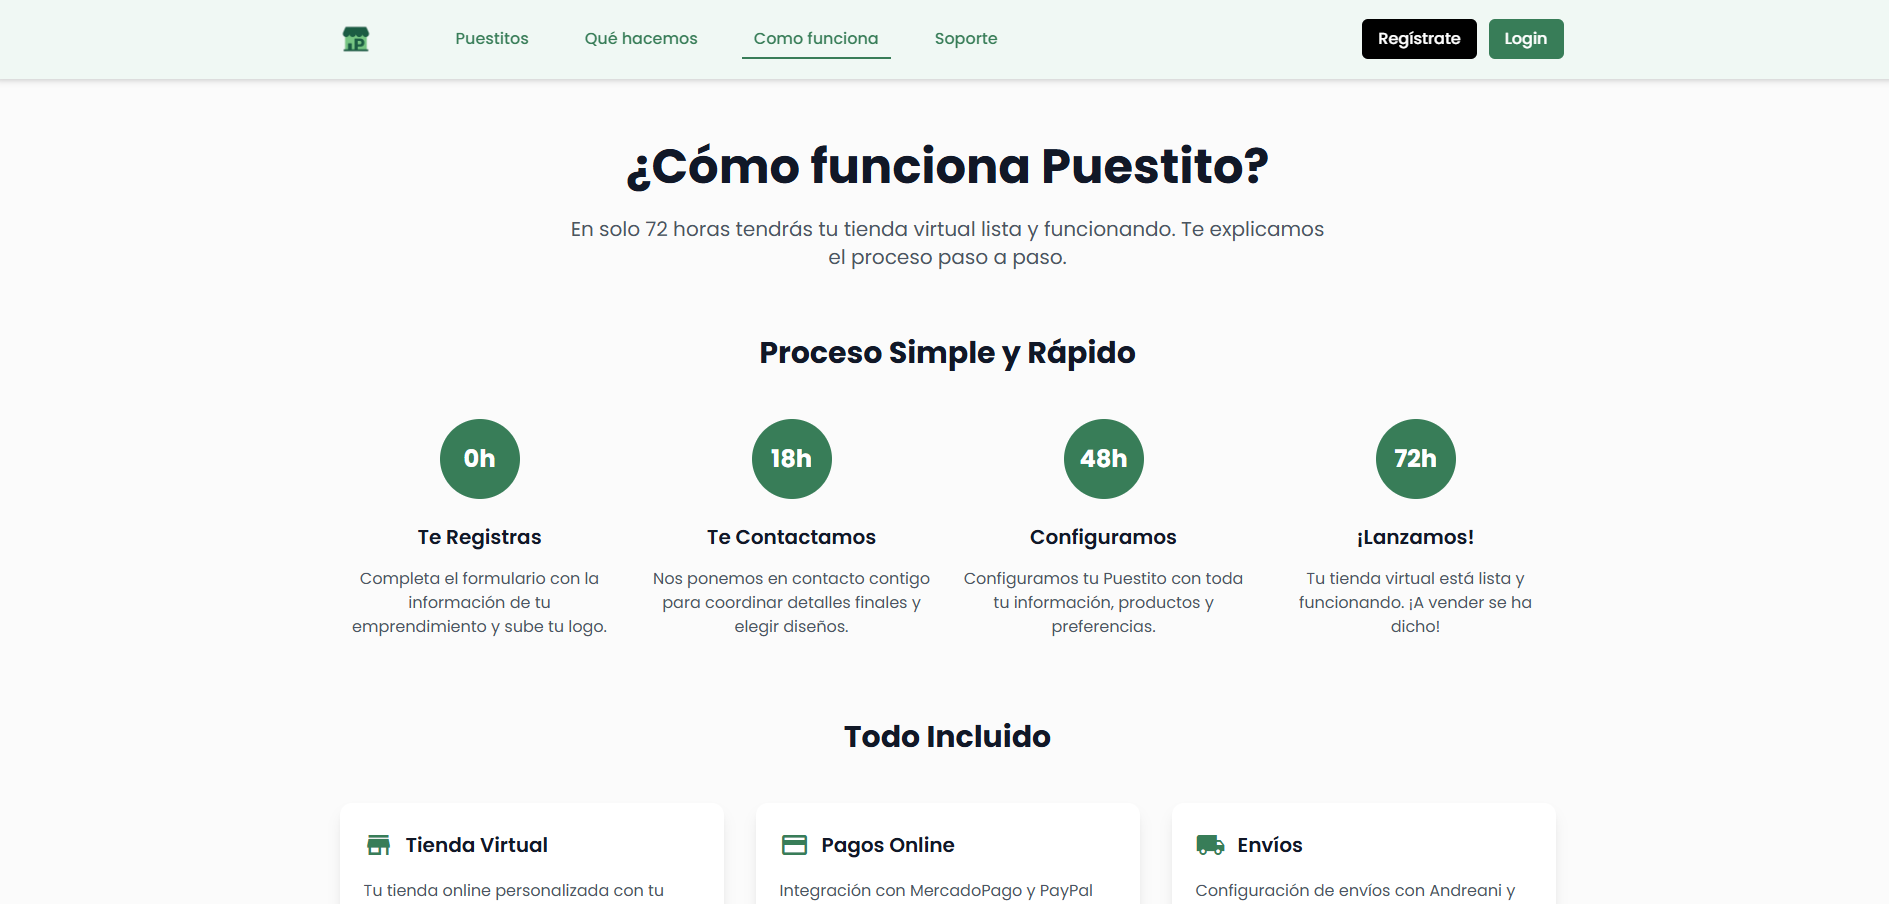 P
Puestitos
Qué hacemos
Como funciona
Soporte
Regístrate
Login
¿Cómo funciona Puestito?
En solo 72 horas tendrás tu tienda virtual lista y funcionando. Te explicamos
el proceso paso a paso.
Proceso Simple y Rápido
0h
18h
48h
72h
Te Registras
Te Contactamos
Configuramos
¡Lanzamos!
Completa el formulario con la
información de tu
emprendimiento y sube tu logo.
Nos ponemos en contacto contigo
para coordinar detalles finales y
elegir diseños.
Configuramos tu Puestito con toda
tu información, productos y
preferencias.
Tu tienda virtual está lista y
funcionando. ¡A vender se ha
dicho!
Todo Incluido
Tienda Virtual
Tu tienda online personalizada con tu
Pagos Online
Integración con MercadoPago y PayPal
Envíos
Configuración de envíos con Andreani y